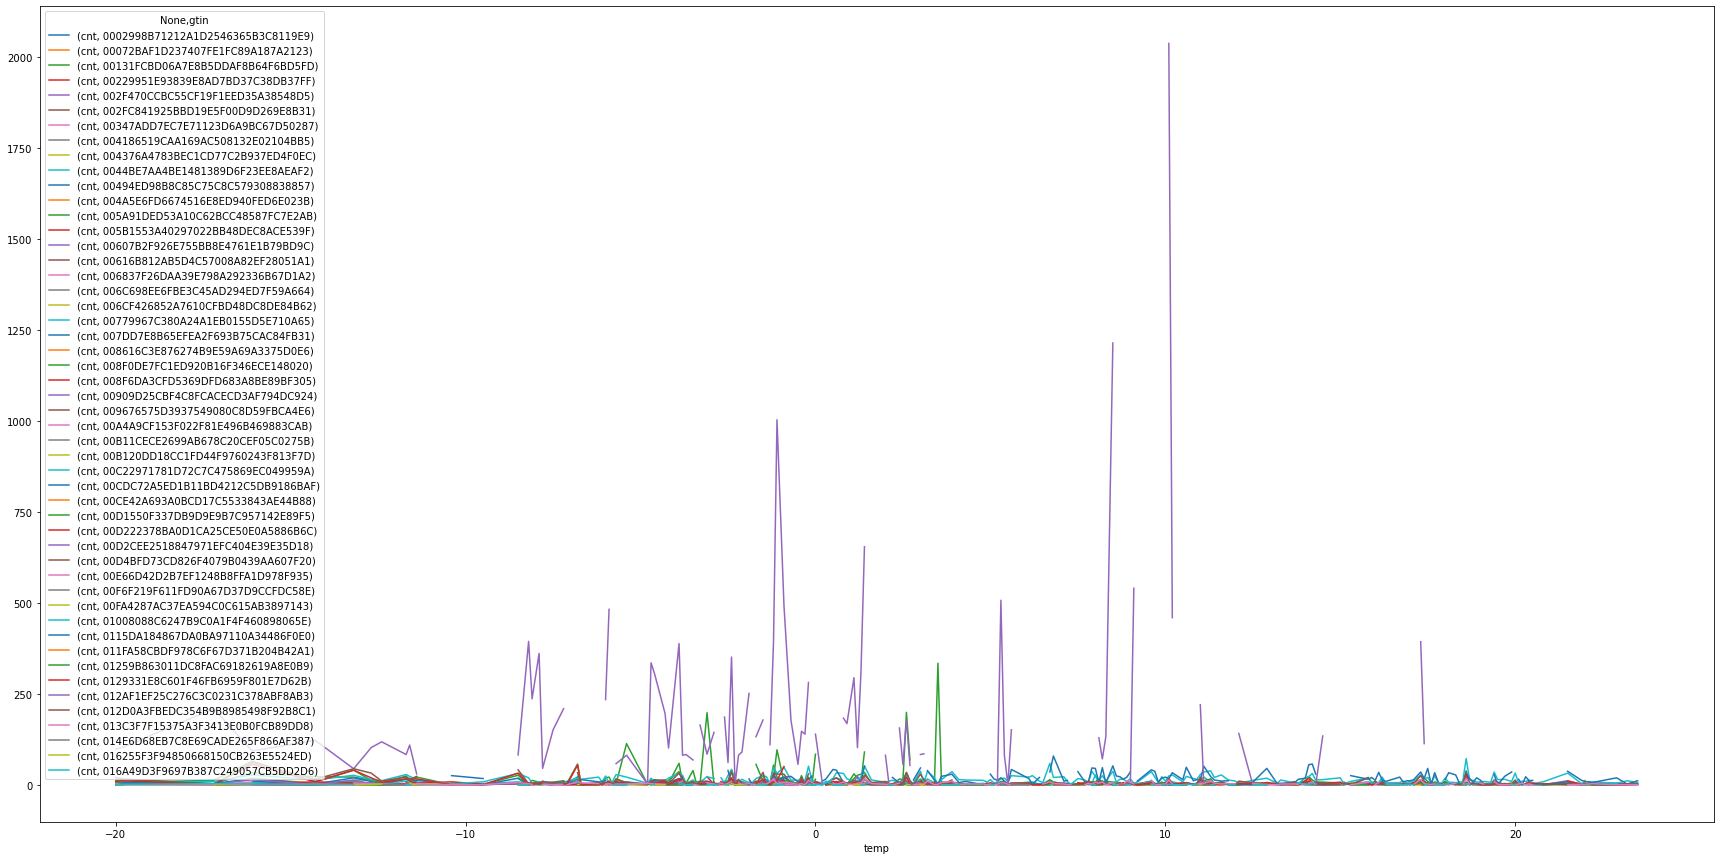 None,gtin
(cnt, 0002998B71212A1D2546365B3C8119E9)
(cnt, 00072BAF1D237407FE1FC89A187A2123)
(cnt, 00131FCBD06A7E8B5DDAF8B64F6BD5FD)
(cnt, 00229951E93839E8AD7BD37C38DB37FF)
(cnt, 002F470CCBC55CF19F1EED35A38548D5)
(cnt, 002FC841925BBD19E5F00D9D269E8B31)
(cnt, 00347ADD7EC7E71123D6A9BC67D50287)
(cnt, 004186519CAA169AC508132E02104BB5)
(cnt, 004376A4783BEC1CD77C2B937ED4F0EC)
(cnt, 0044BE7AA4BE1481389D6F23EE8AEAF2)
(cnt, 00494ED98B8C85C75C8C579308838857)
(cnt, 004A5E6FD6674516E8ED940FED6E023B)
(cnt, 005A91DED53A10C62BCC48587FC7E2AB)
(cnt, 005B1553A40297022BB48DEC8ACE539F)
(cnt, 00607B2F926E755BB8E4761E1B79BD9C)
(cnt, 00616B812AB5D4C57008A82EF28051A1)
(cnt, 006837F26DAA39E798A292336B67D1A2)
(cnt, 006C698EE6FBE3C45AD294ED7F59A664)
(cnt, 006CF426852A7610CFBD48DC8DE84B62)
(cnt, 00779967C380A24A1EB0155D5E710A65)
(cnt, 007DD7E8B65EFEA2F693B75CAC84FB31)
(cnt, 008616C3E876274B9E59A69A3375D0E6)
(cnt, 008F0DE7FC1ED920B16F346ECE148020)
(cnt, 008F6DA3CFD5369DFD683A8BE89BF305)
(cnt, 00909D25CBF4C8FCACECD3AF794DC924)
(cnt, 009676575D3937549080C8D59FBCA4E6)
(cnt, 00A4A9CF153F022F81E496B469883CAB)
(cnt, 00B11CECE2699AB678C20CEF05C0275B)
(cnt, 00B120DD18CC1FD44F9760243F813F7D)
(cnt, 00C22971781D72C7C475869EC049959A)
(cnt, 00CDC72A5ED1B11BD4212C5DB9186BAF)
(cnt, 00CE42A693A0BCD17C5533843AE44B88)
(cnt, 00D1550F337DB9D9E9B7C957142E89F5)
(cnt, 00D222378BA0D1CA25CE50E0A5886B6C)
(cnt, 00D2CEE2518847971EFC404E39E35D18)
(cnt, 00D4BFD73CD826F4079B0439AA607F20)
(cnt, 00E66D42D2B7EF1248B8FFA1D978F935)
(cnt, 00F6F219F611FD90A67D37D9CCFDC58E)
(cnt, 00FA4287AC37EA594C0C615AB3897143)
(cnt, 01008088C6247B9C0A1F4F460898065E)
(cnt, 0115DA184867DA0BA97110A34486F0E0)
(cnt, 011FA58CBDF978C6F67D371B204B42A1)
(cnt, 01259B863011DC8FAC69182619A8E0B9)
(cnt, 0129331E8C601F46FB6959F801E7D62B)
(cnt, 012AF1EF25C276C3C0231C378ABF8AB3)
(cnt, 012D0A3FBEDC354B9B8985498F92B8C1)
(cnt, 013C3F7F15375A3F3413E0B0FCB89DD8)
(cnt, 014E6D68EB7C8E69CADE265F866AF387)
(cnt, 016255F3F94850668150CB263E5524ED)
(cnt, 016A49D3F9697B387C249057CB5DD2D6)
2000
1750
1500
1250
1000
750
500
250
0
−20
−10
0
10
20
temp